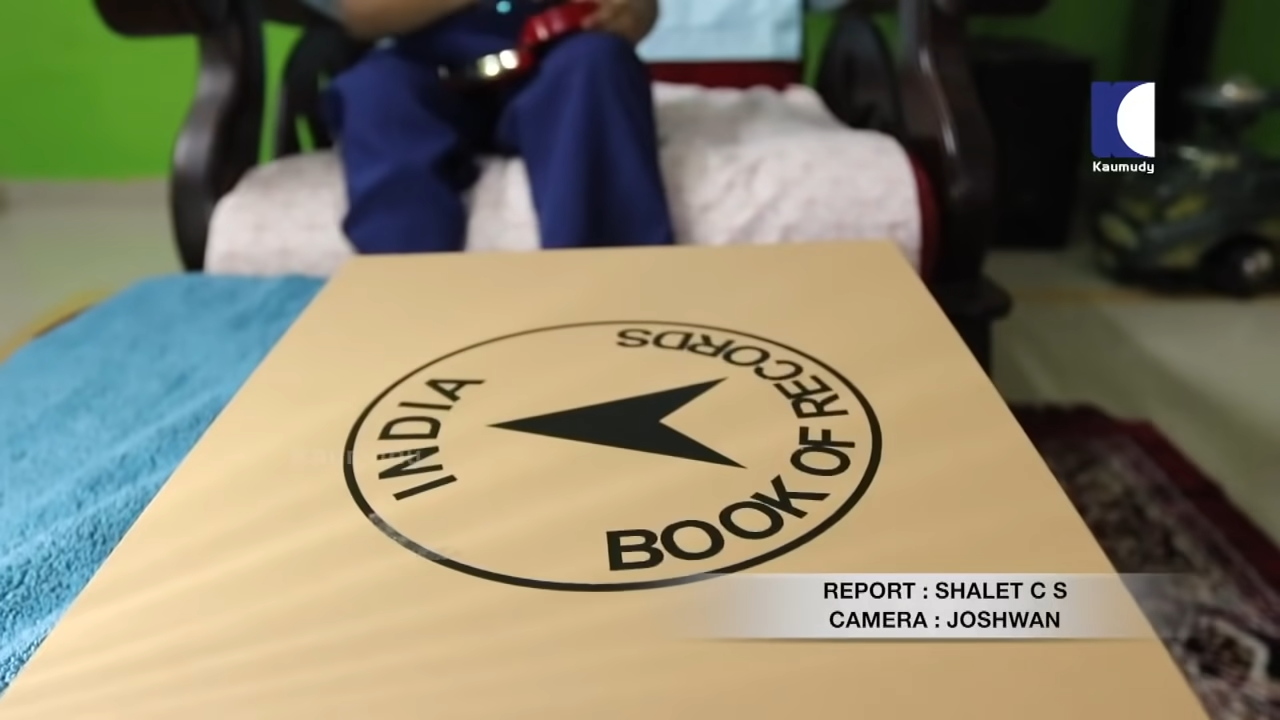 Kaumudy
INDIA
BOOK OF RECORDS
REPORT : SHALET C S
CAMERA : JOSHWAN